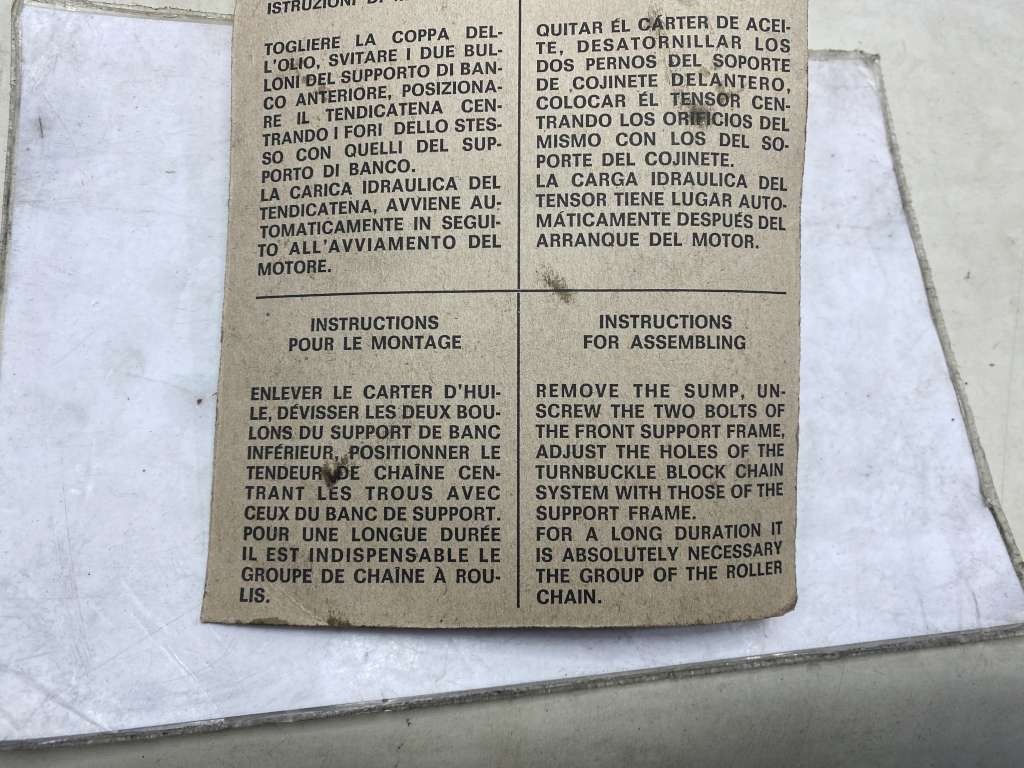 ISTRUZIONI DI
TOGLIERE LA COPPA DEL-
L'OLIO, SVITARE I DUE BUL-
LONI DEL SUPPORTO DI BAN-
CO ANTERIORE, POSIZIONA-
RE IL TENDICATENA CEN-
TRANDO I FORI DELLO STES-
SO CON QUELLI DEL SUP-
PORTO DI BANCO.
LA CARICA IDRAULICA DEL
TENDICATENA, AVVIENE AU-
TOMATICAMENTE IN SEGUI-
TO ALL'AVVIAMENTO DEL
MOTORE.
QUITAR ÉL CÁRTER DE ACEI-
TE, DESATORNILLAR LOS
DOS PERNOS DEL SOPORTE
DE COJINETE DELANTERO,
COLOCAR ÉL TENSOR CEN-
TRANDO LOS ORIFICIOS DEL
MISMO CON LOS DEL SO-
PORTE DEL COJINETE.
LA CARGA IDRAULICA DEL
TENSOR TIENE LUGAR AUTO-
MÁTICAMENTE DESPUÉS DEL
ARRANQUE DEL MOTOR.
INSTRUCTIONS
POUR LE MONTAGE
ENLEVER LE CARTER D'HUI-
LE, DÉVISSER LES DEUX BOU-
LONS DU SUPPORT DE BANC
INFÉRIEUR, POSITIONNER LE
TENDEUR DE CHAÎNE CEN-
TRANT LES TROUS AVEC
CEUX DU BANC DE SUPPORT.
POUR UNE LONGUE DURÉE
IL EST INDISPENSABLE LE
GROUPE DE CHAÎNE À ROU-
LIS.
INSTRUCTIONS
FOR ASSEMBLING
REMOVE THE SUMP, UN-
SCREW THE TWO BOLTS OF
THE FRONT SUPPORT FRAME,
ADJUST THE HOLES OF THE
TURNBUCKLE BLOCK CHAIN
SYSTEM WITH THOSE OF THE
SUPPORT FRAME.
FOR A LONG DURATION IT
IS ABSOLUTELY NECESSARY
THE GROUP OF THE ROLLER
CHAIN.